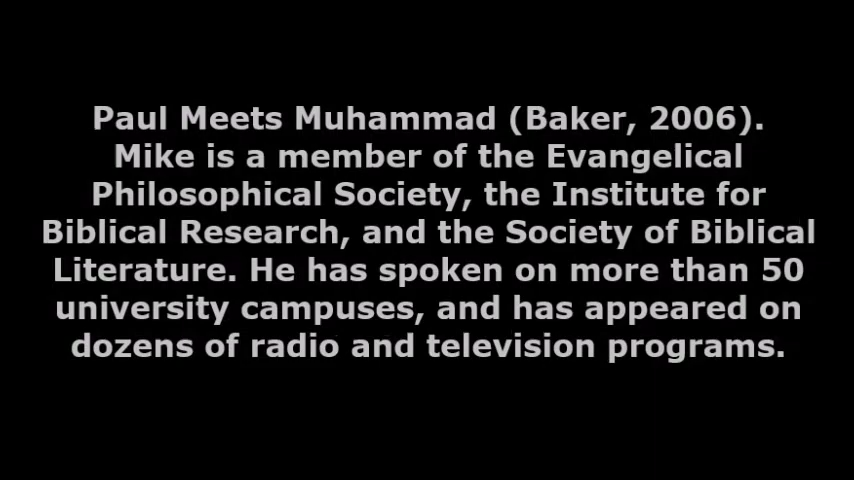 Paul Meets Muhammad (Baker, 2006).
Mike is a member of the Evangelical
Philosophical Society, the Institute for
Biblical Research, and the Society of Biblical
Literature. He has spoken on more than 50
university campuses, and has appeared on
dozens of radio and television programs.